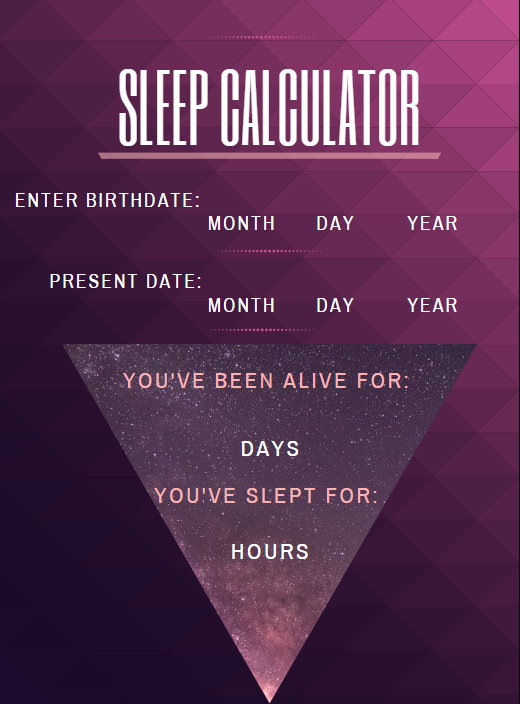 SLEEP CALCULATOR
ENTER BIRTHDATE:
MONTH DAY YEAR
PRESENT DATE:
MONTH DAY YEAR
YOU'VE BEEN ALIVE FOR:
DAYS
YOU'VE SLEPT FOR:
HOURS